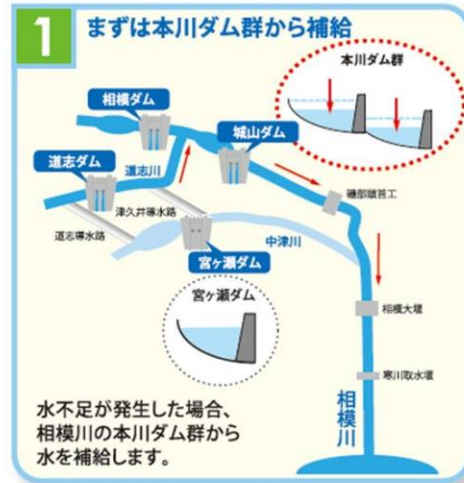 1 まずは本川ダム群から補給
本川ダム群
相模ダム
城山ダム
道志ダム
道志川
磯部頭首工
津久井導水路
道志導水路
中津川
宮ヶ瀬ダム
宮ヶ瀬ダム
相模大堰
寒川取水堰
相模川
水不足が発生した場合、
相模川の本川ダム群から
水を補給します。